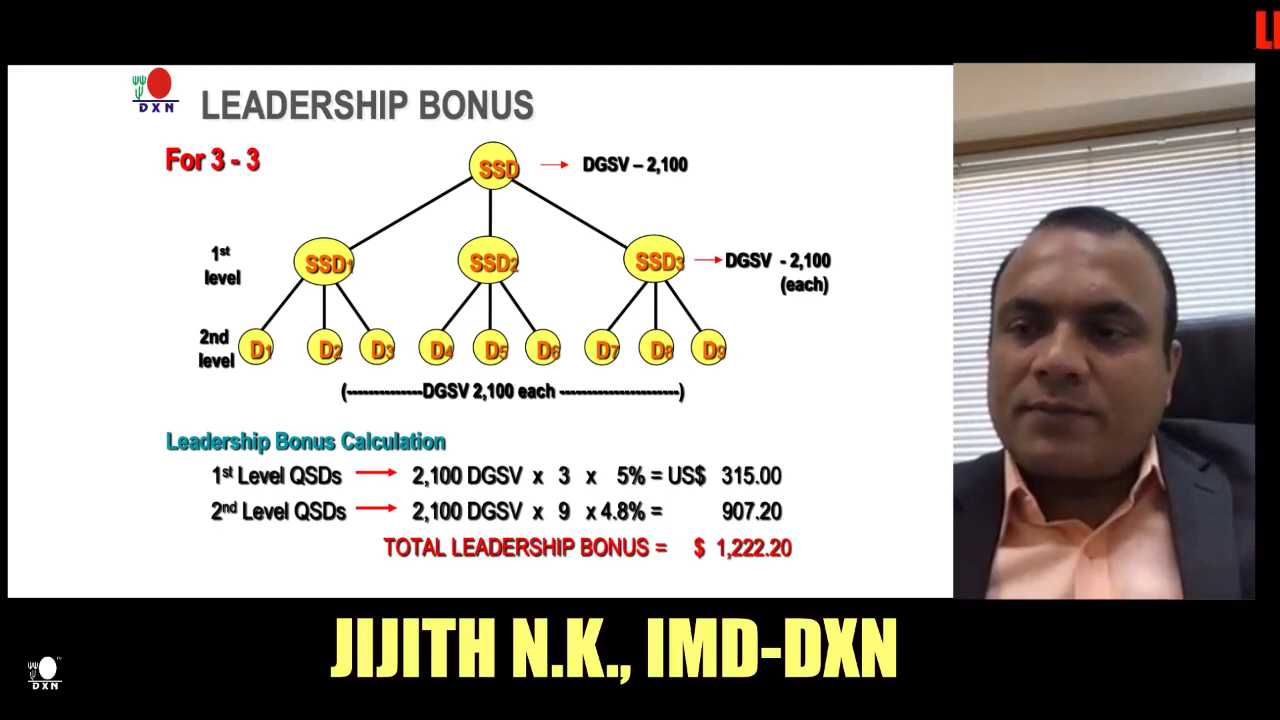 LI
DXN
LEADERSHIP BONUS
For 3 - 3
SSD
DGSV – 2,100
1st level
SSD1 SSD2 SSD3
DGSV - 2,100
(each)
2nd level
D1 D2 D3 D4 D5 D6 D7 D8 D9
(--------------DGSV 2,100 each ----------------------)
Leadership Bonus Calculation
1st Level QSDs 2,100 DGSV x 3 x 5% = US$ 315.00
2nd Level QSDs 2,100 DGSV x 9 x 4.8% = 907.20
TOTAL LEADERSHIP BONUS = $ 1,222.20
JIJITH N.K., IMD-DXN
DXN